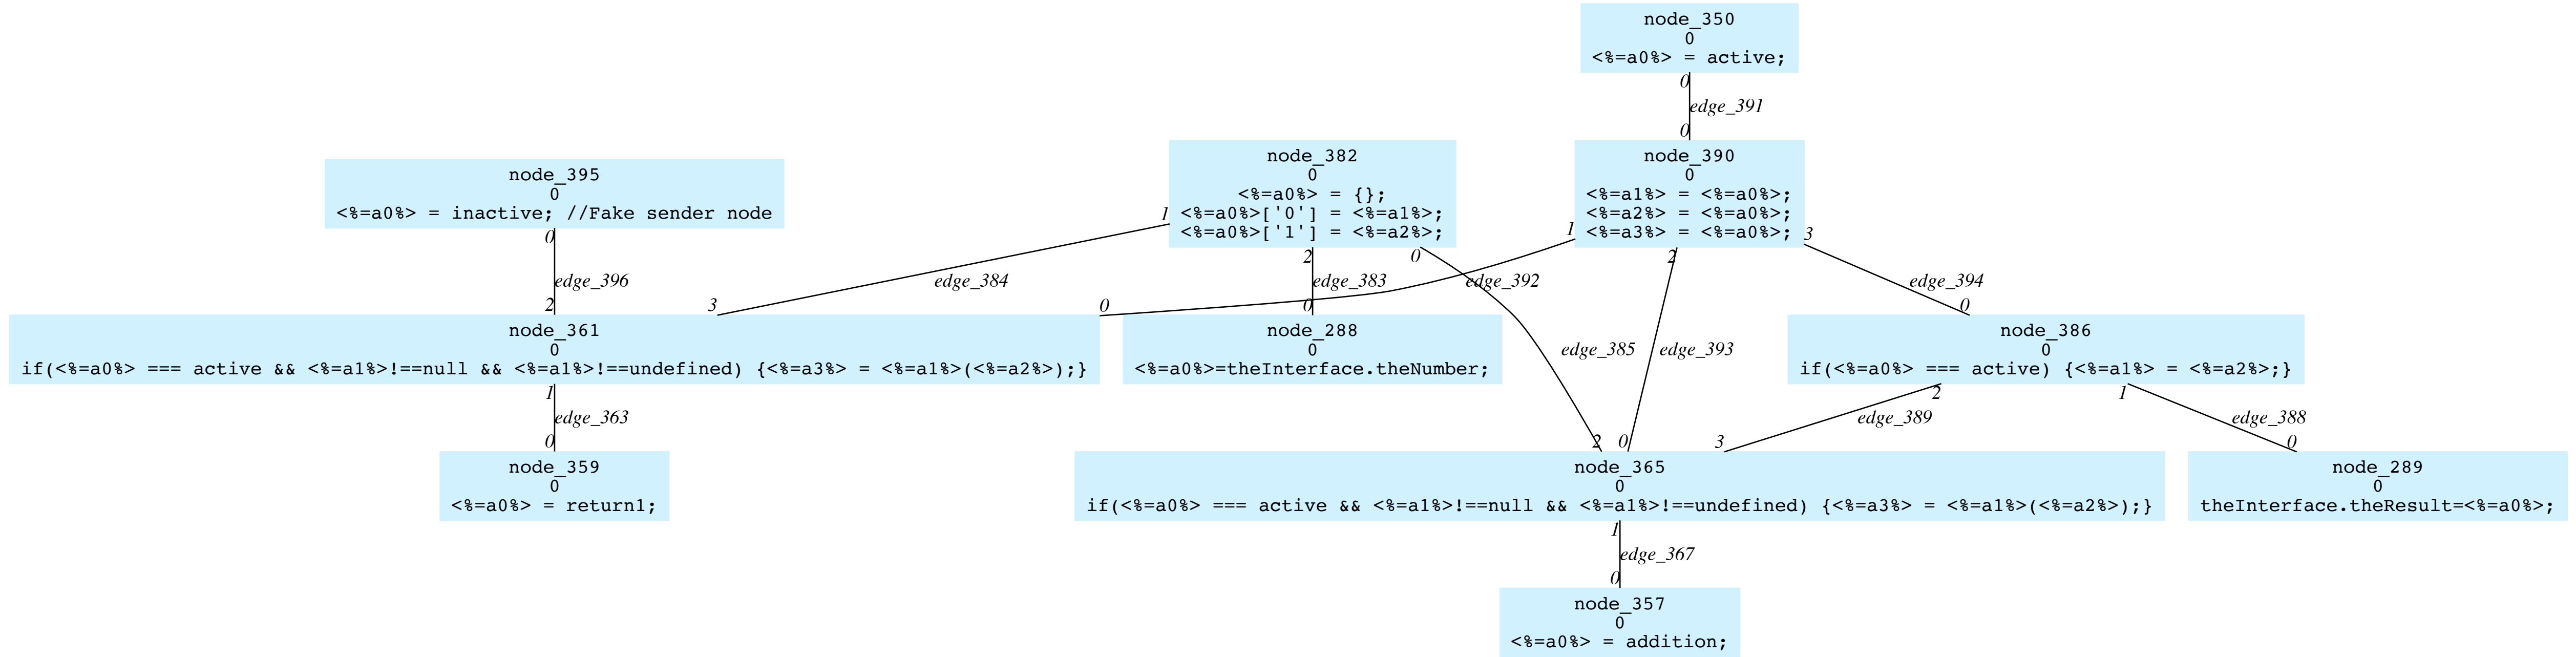 node_350
0
<%=a0%> = active;
0
edge_391
0
node_395
0
<%=a0%> = inactive; //Fake sender node
0
node_382
0
<%=a0%> = {};
<%=a0%>['0'] = <%=a1%>;
<%=a0%>['1'] = <%=a2%>;
1
2
0
node_390
0
<%=a1%> = <%=a0%>;
<%=a2%> = <%=a0%>;
<%=a3%> = <%=a0%>;
1
2
3
edge_396
edge_384
edge_383
edge_392
edge_394
2
3
0
0
0
node_361
0
if(<%=a0%> === active && <%=a1%>!==null && <%=a1%>!==undefined) {<%=a3%> = <%=a1%>(<%=a2%>);}
1
node_288
0
<%=a0%>=theInterface.theNumber;
edge_385
edge_393
node_386
0
if(<%=a0%> === active) {<%=a1%> = <%=a2%>;}
2
1
edge_363
edge_389
edge_388
0
2
0
3
0
node_359
0
<%=a0%> = return1;
node_365
0
if(<%=a0%> === active && <%=a1%>!==null && <%=a1%>!==undefined) {<%=a3%> = <%=a1%>(<%=a2%>);}
1
node_289
0
theInterface.theResult=<%=a0%>;
edge_367
0
node_357
0
<%=a0%> = addition;